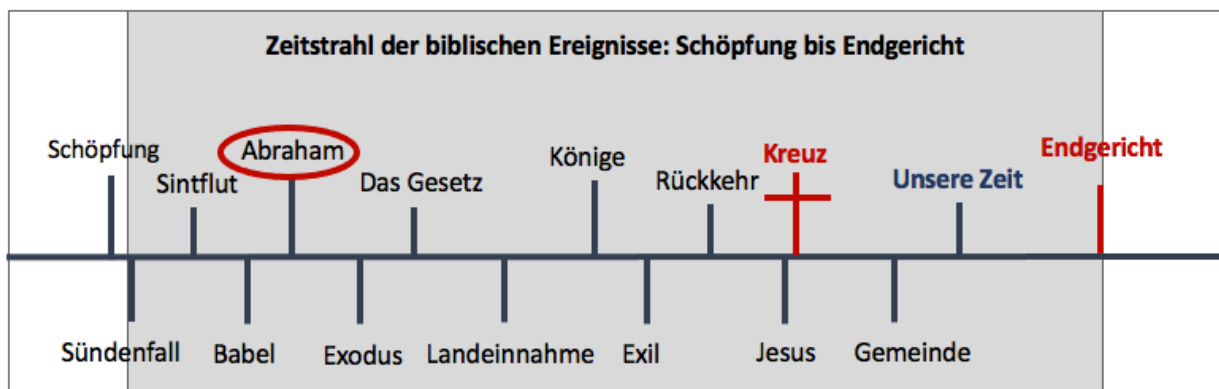 Zeitstrahl der biblischen Ereignisse: Schöpfung bis Endgericht
Schöpfung
Sintflut
Abraham
Das Gesetz
Könige
Rückkehr
Kreuz
Unsere Zeit
Endgericht
Sündenfall
Babel
Exodus
Landeinnahme
Exil
Jesus
Gemeinde